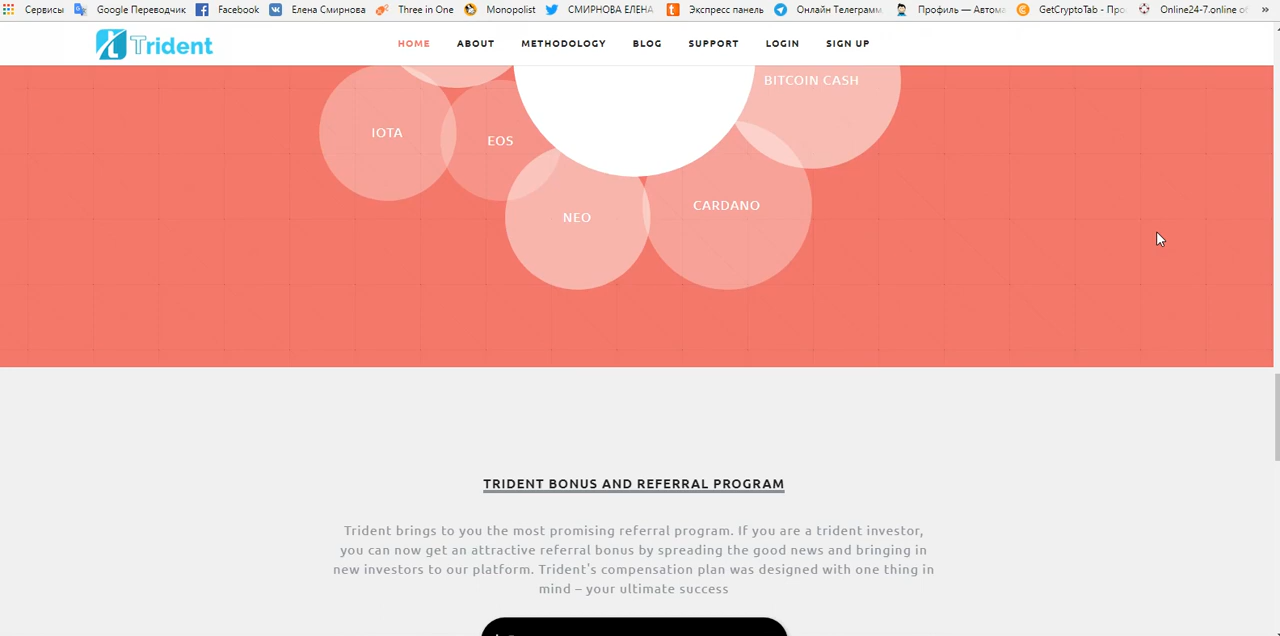 Сервисы Google Переводчик Facebook Елена Смирнова Three in One Monopolist СМИРНОВА ЕЛЕНА Экспресс панель Онлайн Телеграмм Профиль — Автома GetCryptoTab - Про Online24-7.online о »
Trident HOME ABOUT METHODOLOGY BLOG SUPPORT LOGIN SIGN UP
BITCOIN CASH
IOTA
EOS
CARDANO
NEO
TRIDENT BONUS AND REFERRAL PROGRAM
Trident brings to you the most promising referral program. If you are a trident investor,
you can now get an attractive referral bonus by spreading the good news and bringing in
new investors to our platform. Trident's compensation plan was designed with one thing in
mind – your ultimate success